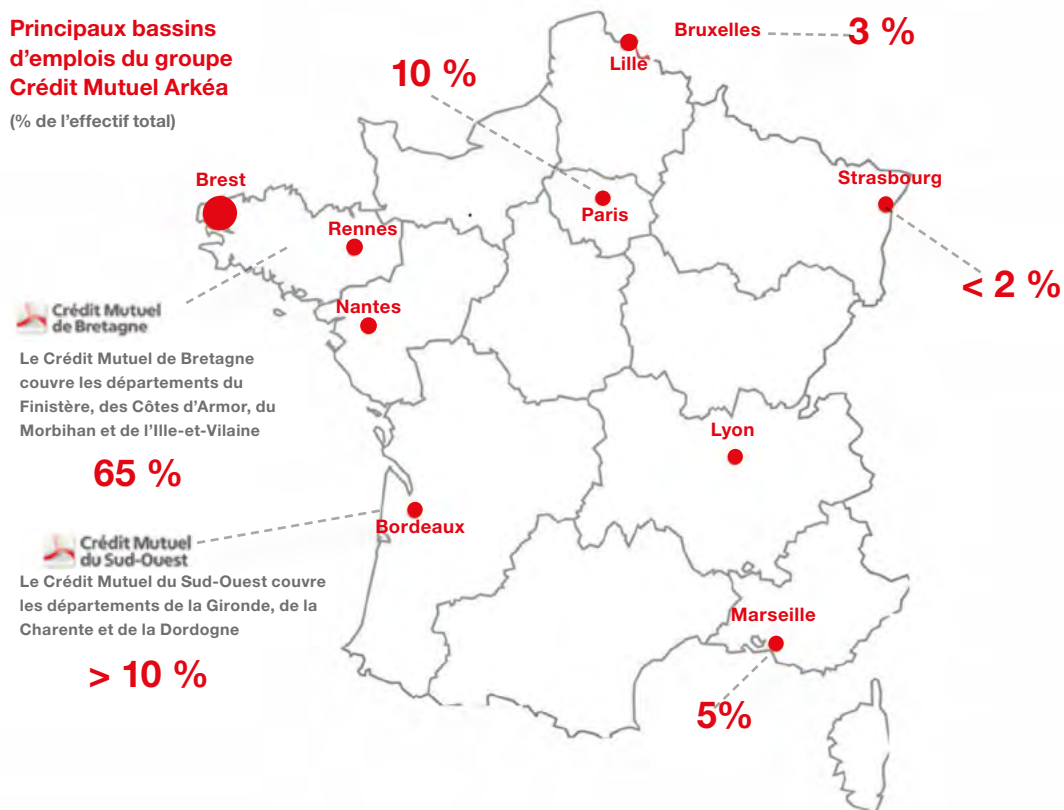 Principaux bassins
d'emplois du groupe
Crédit Mutuel Arkéa
(% de l'effectif total)
Bruxelles
3 %
Lille
10 %
Strasbourg
Brest
Paris
Rennes
< 2 %
Nantes
Crédit Mutuel
de Bretagne
Le Crédit Mutuel de Bretagne
couvre les départements du
Finistère, des Côtes d'Armor, du
Morbihan et de l'Ille-et-Vilaine
65 %
Lyon
Bordeaux
Crédit Mutuel
du Sud-Ouest
Le Crédit Mutuel du Sud-Ouest couvre
les départements de la Gironde, de la
Charente et de la Dordogne
> 10 %
Marseille
5%